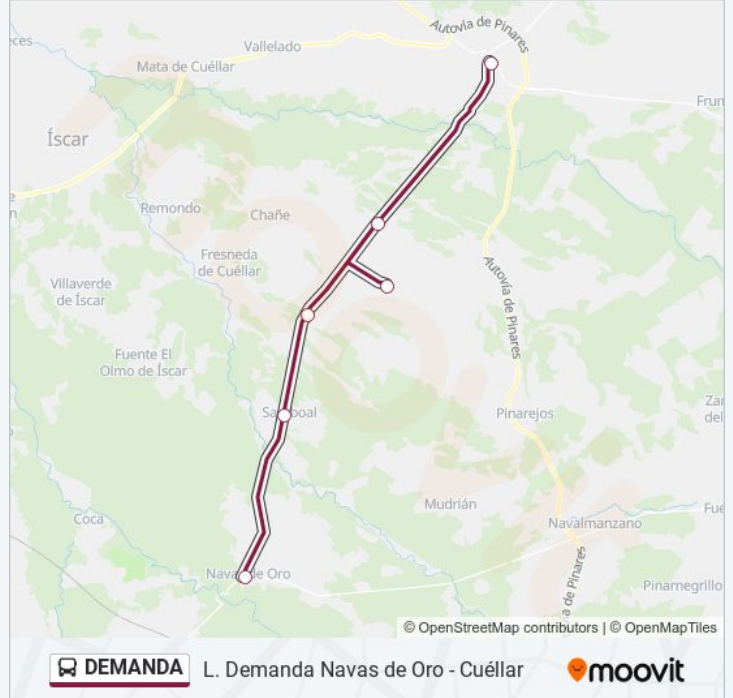 Autovía de Pinares
Vallelado
Mata de Cuéllar
Íscar
Remondo
Chañe
Fresneda
de Cuéllar
Villaverde
de Íscar
Autovía de Pinares
Fuente El
Olmo de Íscar
Pinarejos
Mudrián
Coca
Navalmanzano
Navas de Oro
Pinarnegrillo
© OpenStreetMap contributors | © OpenMapTiles
DEMANDA
L. Demanda Navas de Oro - Cuéllar
moovit